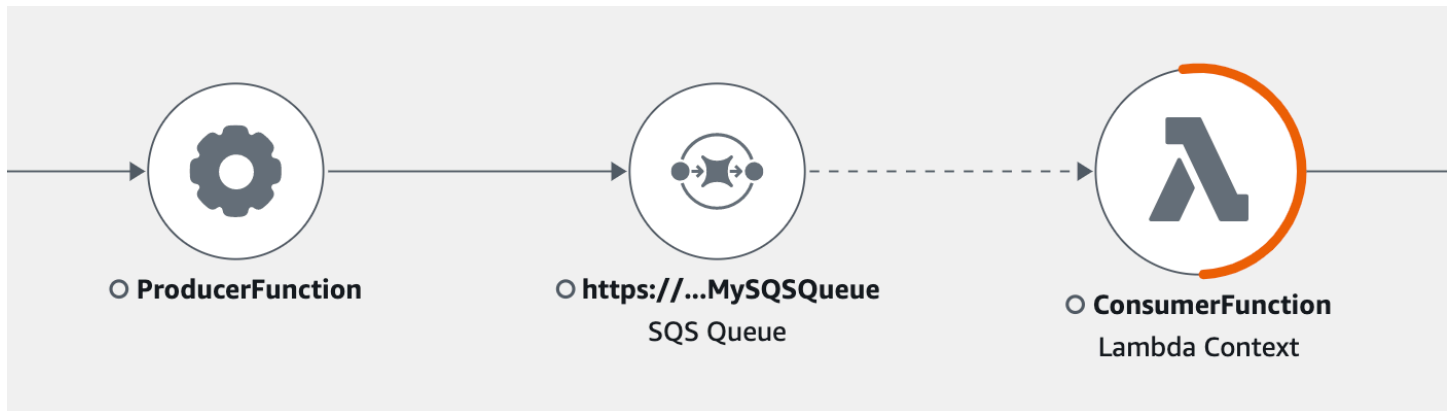 ProducerFunction
https://...MySQSQueue
SQS Queue
ConsumerFunction
Lambda Context